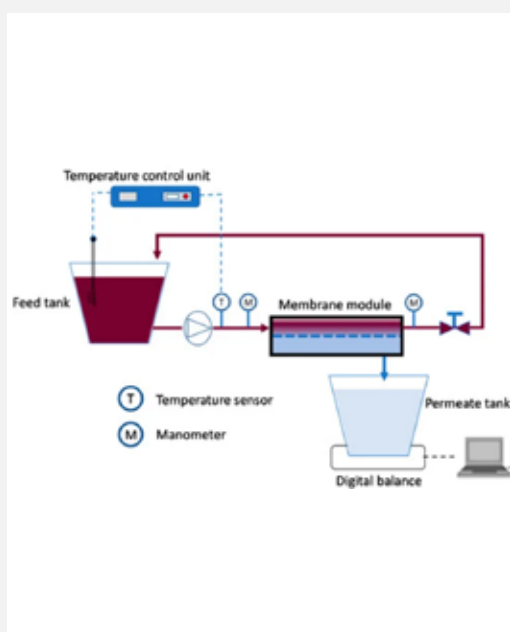 Temperature control unit
Feed tank
T
M
Membrane module
M
T
Temperature sensor
M
Manometer
Permeate tank
Digital balance